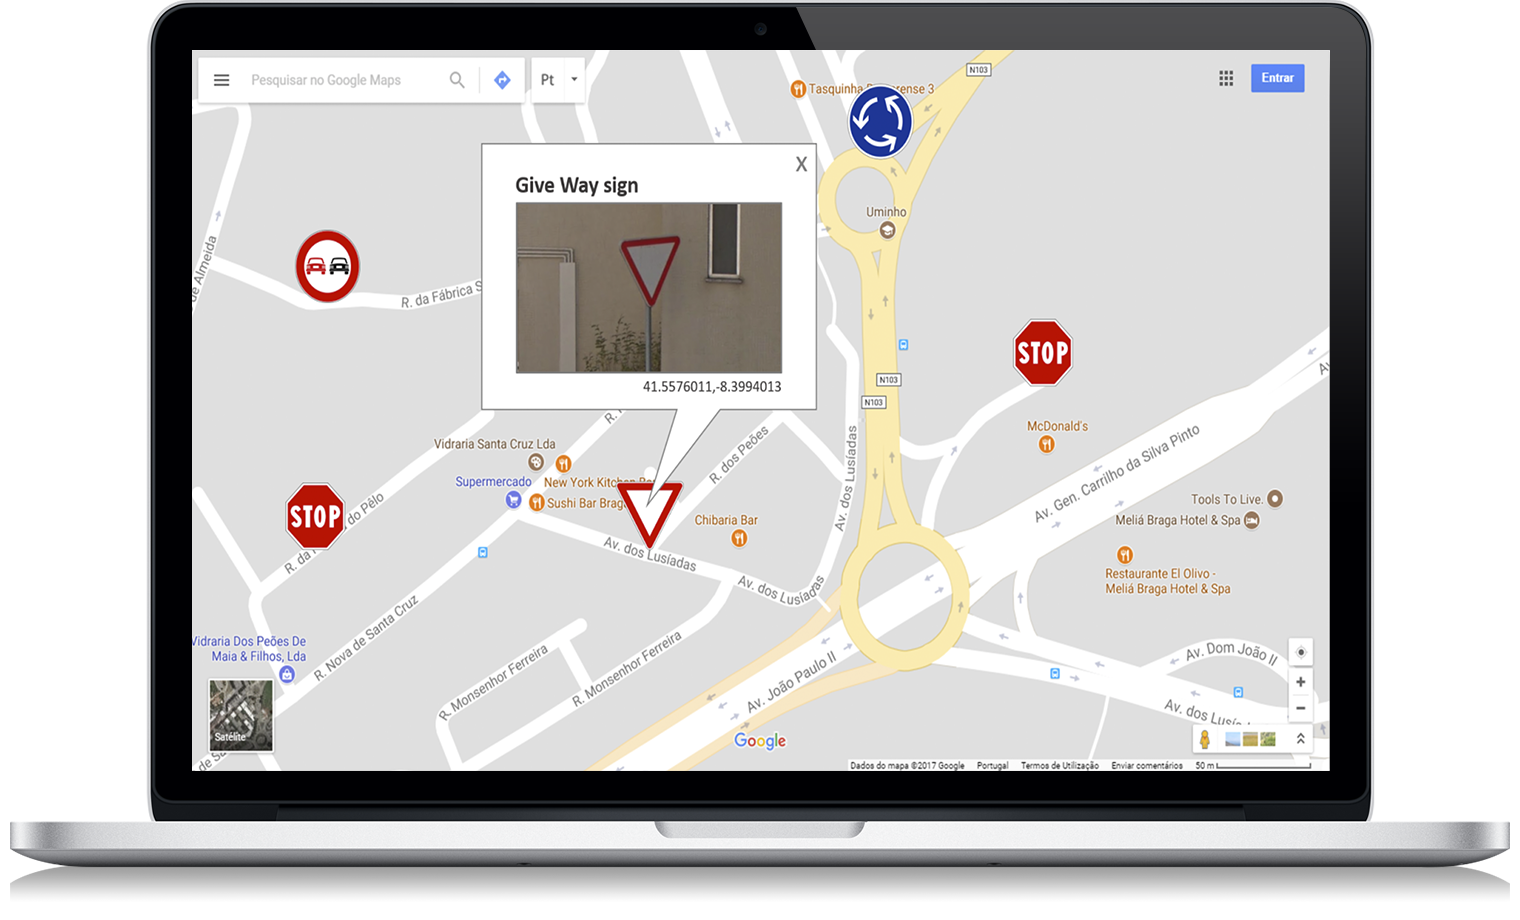 Pesquisar no Google Maps
Pt
Entrar
N103
Tasquinha
rense 3
Give Way sign
X
41.5576011,-8.3994013
Uminho
de Almeida
R. da Fábrica S
STOP
N103
N103
McDonald's
Vidraria Santa Cruz Lda
Supermercado
New York Kitchen Bar
Sushi Bar Braga
R. dos Peões
Av. dos Lusíadas
Av. Gen. Carrilho da Silva Pinto
Tools To Live.
Meliá Braga Hotel & Spa
STOP
do Pélo
R. da
Chibaria Bar
Av. dos Lusíadas
Av. dos Lusíadas
Restaurante El Olivo -
Meliá Braga Hotel & Spa
R. Nova de Santa Cruz
Vidraria Dos Peões De
Maia & Filhos, Lda
R. Monsenhor Ferreira
R. Monsenhor Ferreira
Av. João Paulo II
Av. Dom João II
Av. dos Lusía
Satélite
de Sa
Google
Dados do mapa ©2017 Google
Portugal
Termos de Utilização
Enviar comentários
50 m